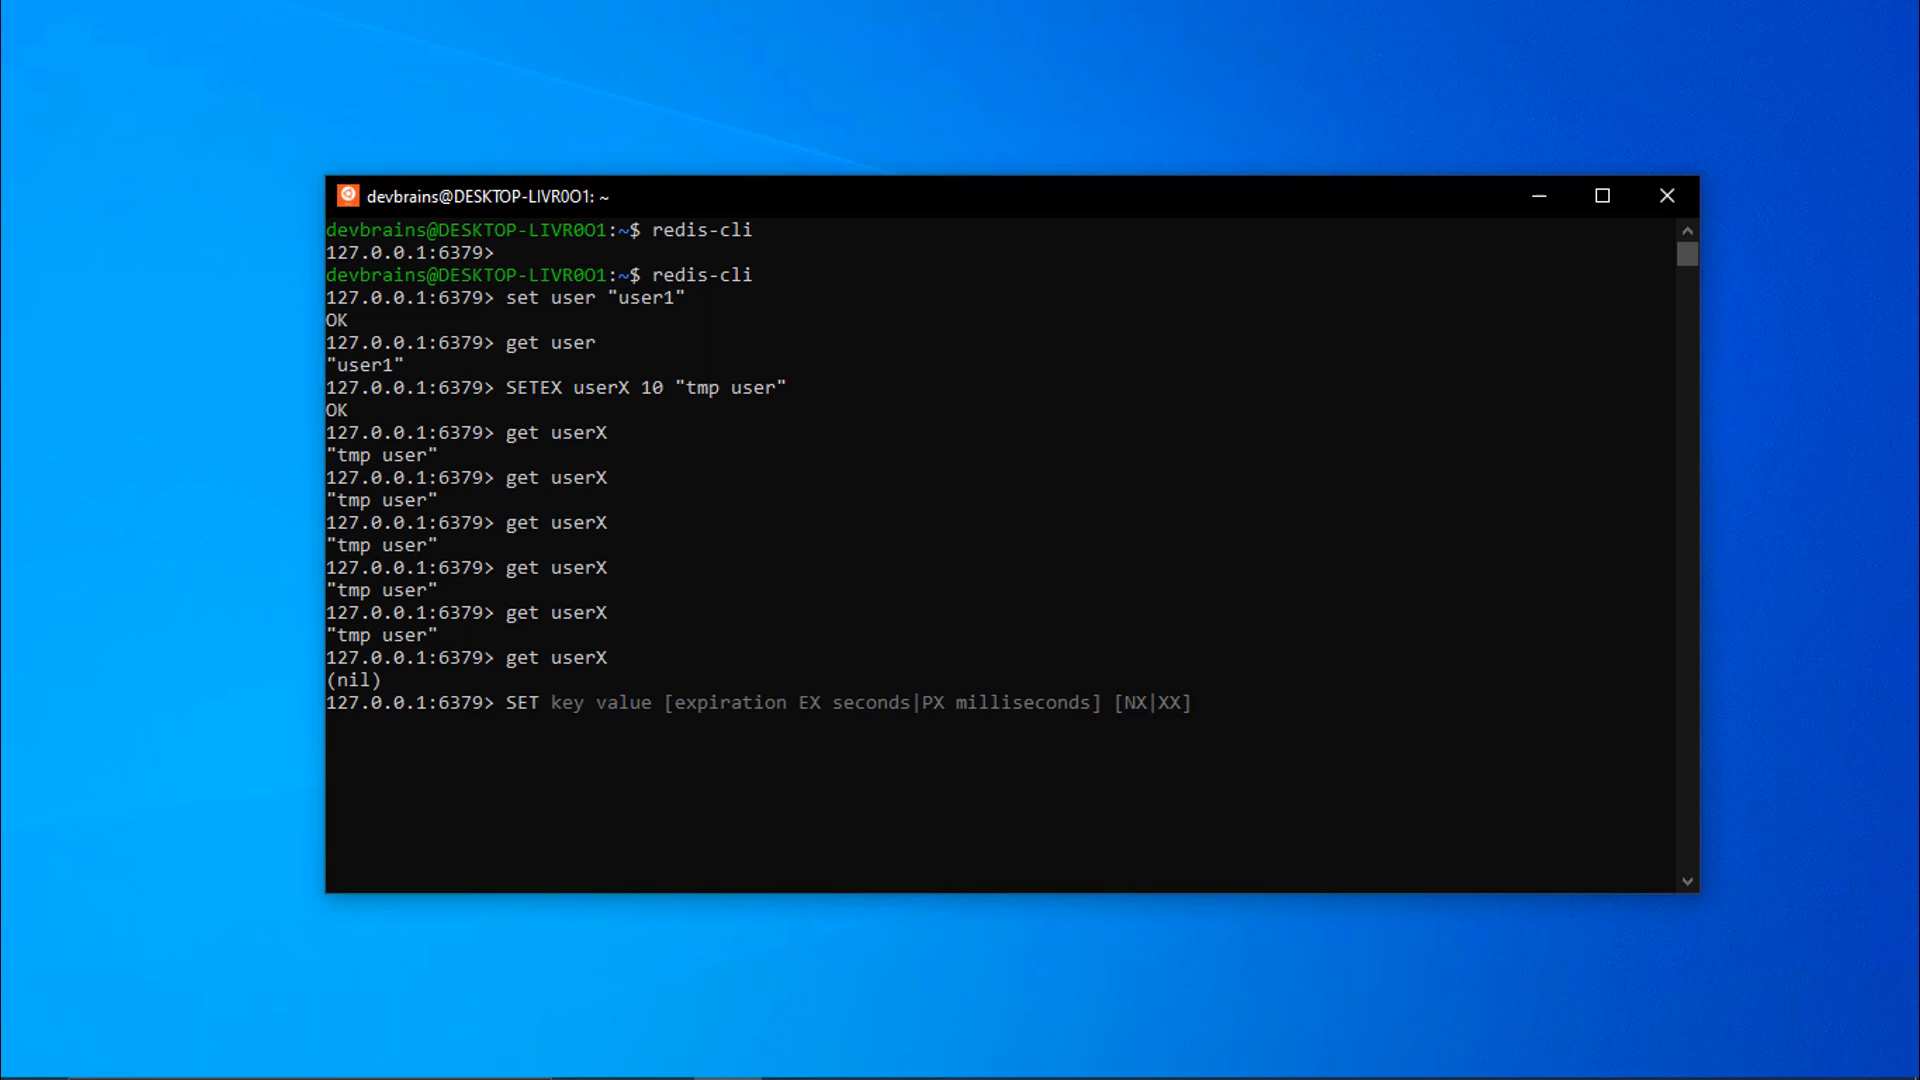 devbrains@DESKTOP-LIVR0O1: ~
devbrains@DESKTOP-LIVR0O1:~$ redis-cli
127.0.0.1:6379>
devbrains@DESKTOP-LIVR0O1:~$ redis-cli
127.0.0.1:6379> set user "user1"
OK
127.0.0.1:6379> get user
"user1"
127.0.0.1:6379> SETEX userX 10 "tmp user"
OK
127.0.0.1:6379> get userX
"tmp user"
127.0.0.1:6379> get userX
"tmp user"
127.0.0.1:6379> get userX
"tmp user"
127.0.0.1:6379> get userX
"tmp user"
127.0.0.1:6379> get userX
"tmp user"
127.0.0.1:6379> get userX
(nil)
127.0.0.1:6379> SET key value [expiration EX seconds|PX milliseconds] [NX|XX]